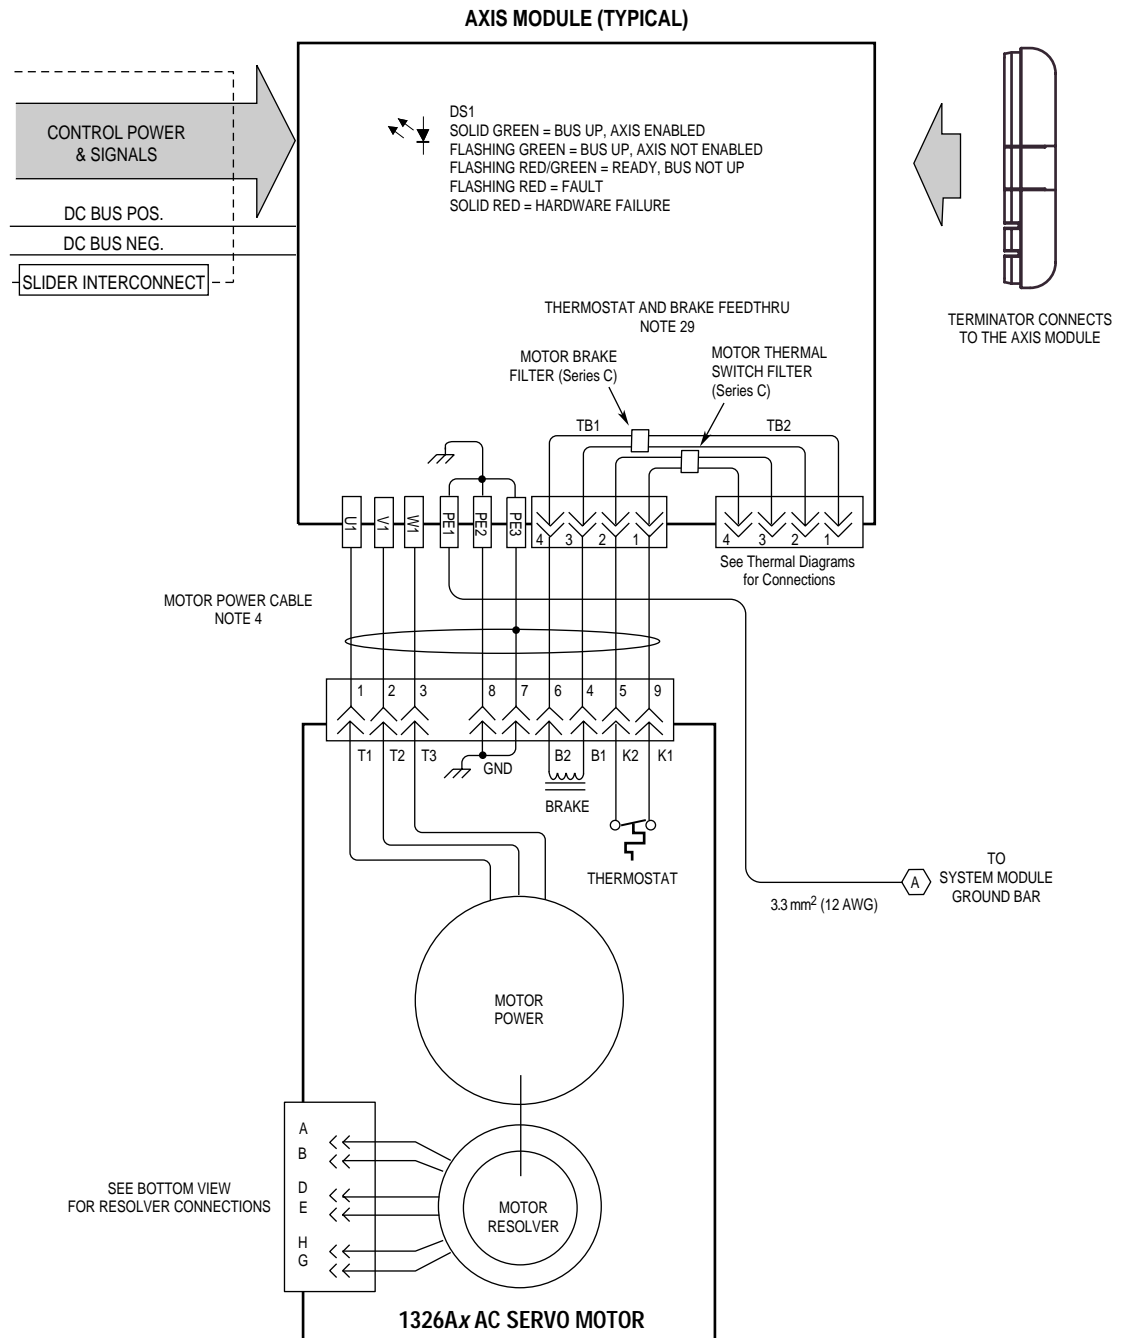 AXIS MODULE (TYPICAL)
CONTROL POWER
& SIGNALS
DC BUS POS.
DC BUS NEG.
SLIDER INTERCONNECT
DS1
SOLID GREEN = BUS UP, AXIS ENABLED
FLASHING GREEN = BUS UP, AXIS NOT ENABLED
FLASHING RED/GREEN = READY, BUS NOT UP
FLASHING RED = FAULT
SOLID RED = HARDWARE FAILURE
TERMINATOR CONNECTS
TO THE AXIS MODULE
THERMOSTAT AND BRAKE FEEDTHRU
NOTE 29
MOTOR BRAKE
FILTER (Series C)
MOTOR THERMAL
SWITCH FILTER
(Series C)
TB1
TB2
U1
V1
W1
PE1
PE2
PE3
4 3 2 1
4 3 2 1
See Thermal Diagrams
for Connections
MOTOR POWER CABLE
NOTE 4
1 2 3 8 7 6 4 5 9
T1 T2 T3 GND B2 B1 K2 K1
BRAKE
THERMOSTAT
A
TO
SYSTEM MODULE
GROUND BAR
3.3 mm² (12 AWG)
MOTOR
POWER
A
B
D
E
H
G
SEE BOTTOM VIEW
FOR RESOLVER CONNECTIONS
MOTOR
RESOLVER
1326Ax AC SERVO MOTOR